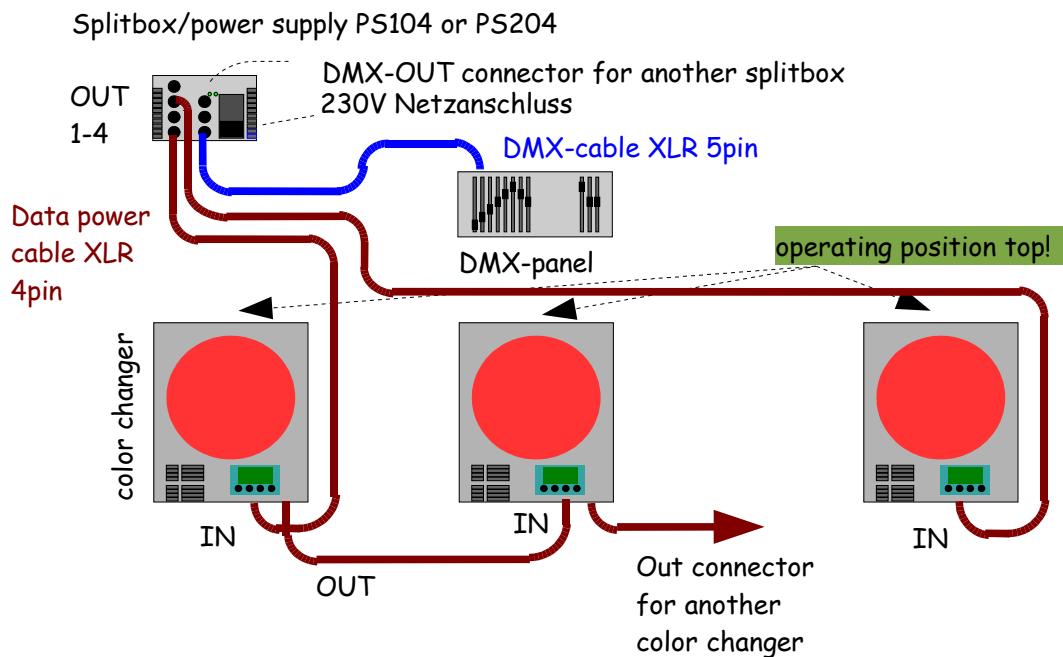 Splitbox/power supply PS104 or PS204
DMX-OUT connector for another splitbox
230V Netzanschluss
OUT
1-4
DMX-cable XLR 5pin
Data power
cable XLR
4pin
DMX-panel
operating position top!
color changer
IN
OUT
IN
Out connector
for another
color changer
IN